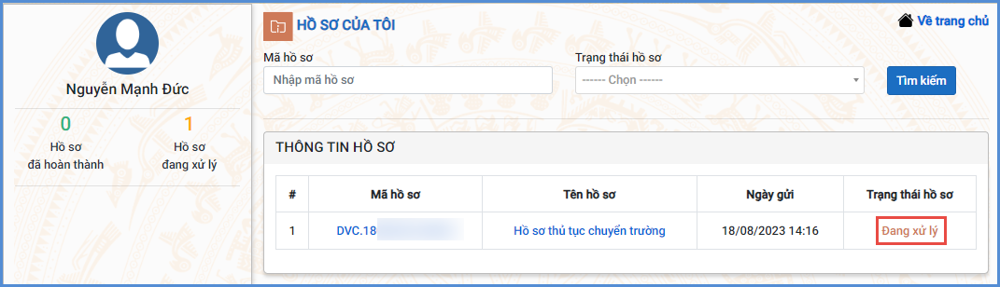 Nguyễn Mạnh Đức
0 1
Hồ sơ Hồ sơ
đã hoàn thành đang xử lý
HỒ SƠ CỦA TÔI
Về trang chủ
Mã hồ sơ Trạng thái hồ sơ
Nhập mã hồ sơ ------ Chọn ------ Tìm kiếm
THÔNG TIN HỒ SƠ
# Mã hồ sơ Tên hồ sơ Ngày gửi Trạng thái hồ sơ
1 DVC.18 Hồ sơ thủ tục chuyển trường 18/08/2023 14:16 Đang xử lý